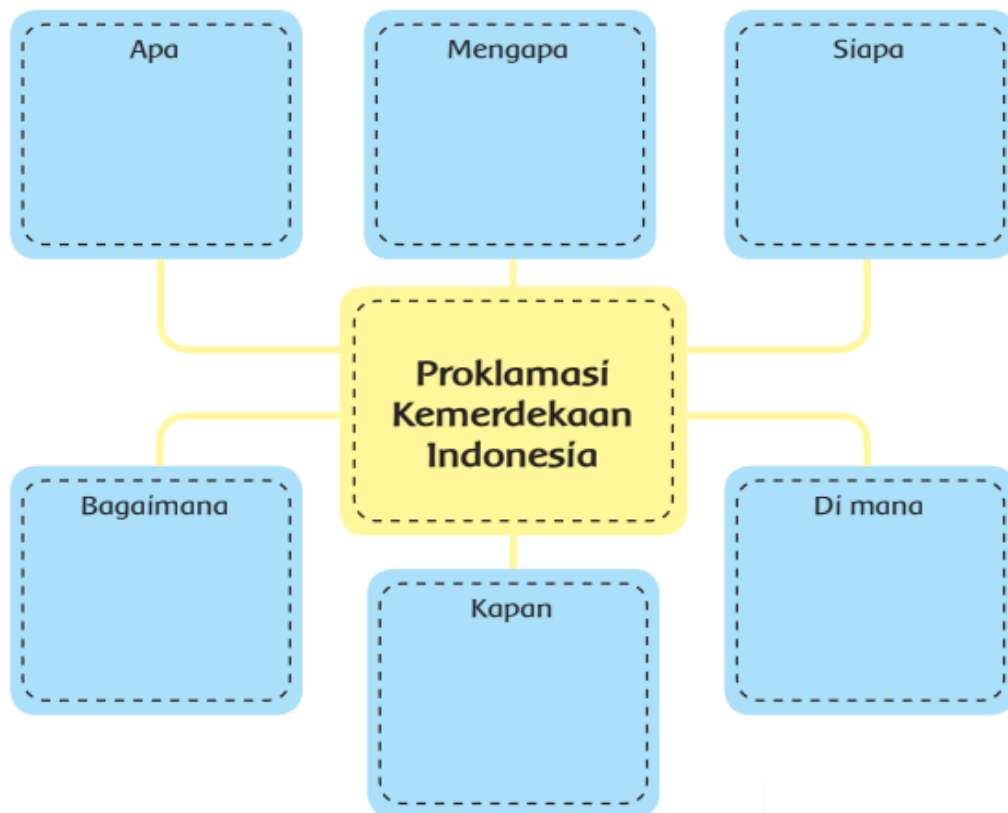 Apa
Mengapa
Siapa
Proklamasi
Kemerdekaan
Indonesia
Bagaimana
Kapan
Di mana